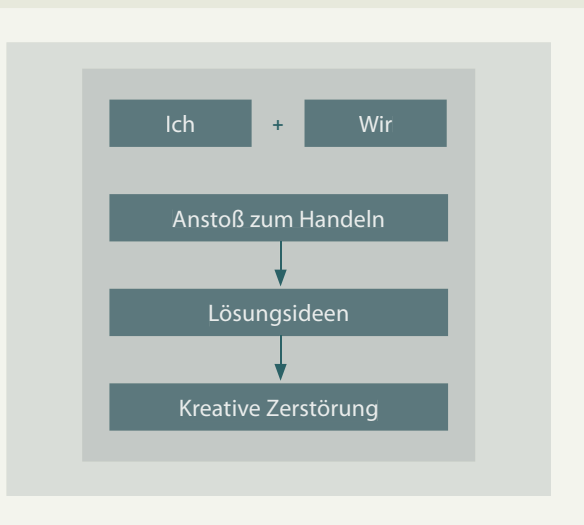 Ich + Wir
Anstoß zum Handeln
Lösungsideen
Kreative Zerstörung